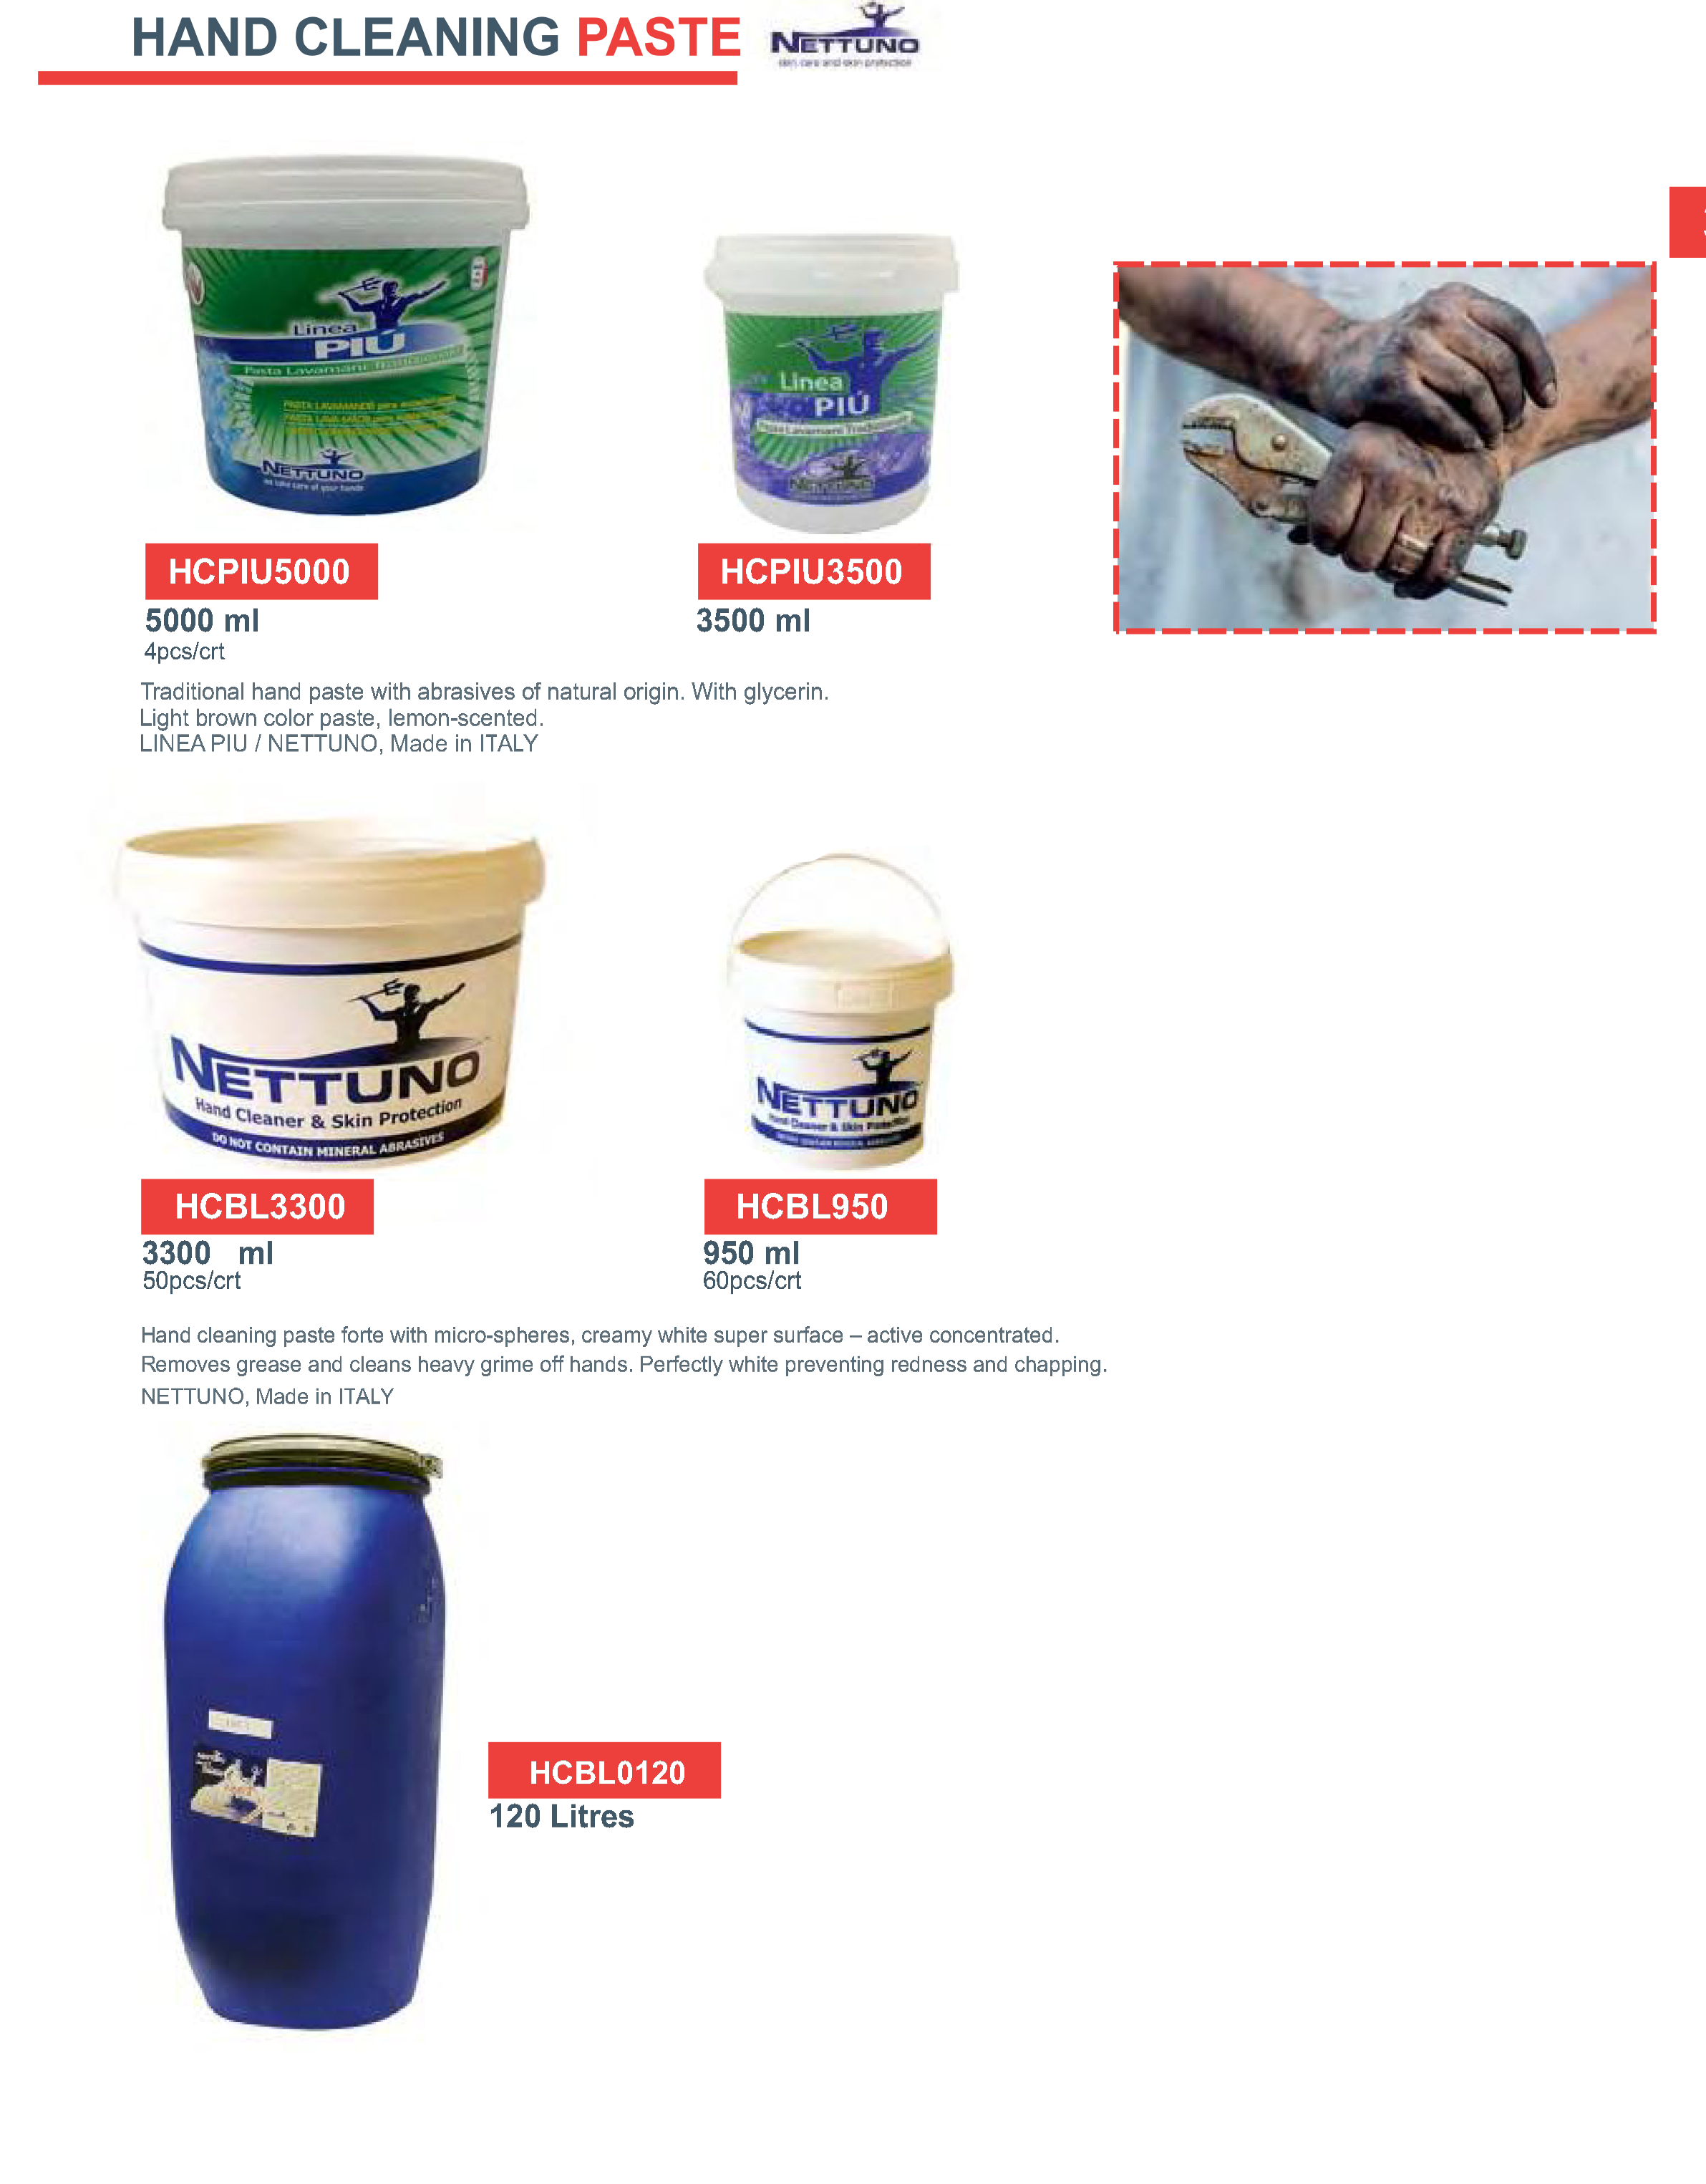 HAND CLEANING PASTE
NETTUNO
skin care and skin protection
Linea
PIÚ
Pasta Lavamani Tradizionale
NETTUNO
we take care of your hands
Linea
PIÚ
Pasta Lavamani Tradizionale
NETTUNO
HCPIU5000
5000 ml
4pcs/crt
HCPIU3500
3500 ml
Traditional hand paste with abrasives of natural origin. With glycerin.
Light brown color paste, lemon-scented.
LINEA PIU / NETTUNO, Made in ITALY
NETTUNO
Hand Cleaner & Skin Protection
DO NOT CONTAIN MINERAL ABRASIVES
NETTUNO
Hand Cleaner & Skin Protection
HCBL3300
3300 ml
50pcs/crt
HCBL950
950 ml
60pcs/crt
Hand cleaning paste forte with micro-spheres, creamy white super surface – active concentrated.
Removes grease and cleans heavy grime off hands. Perfectly white preventing redness and chapping.
NETTUNO, Made in ITALY
HCBL0120
120 Litres